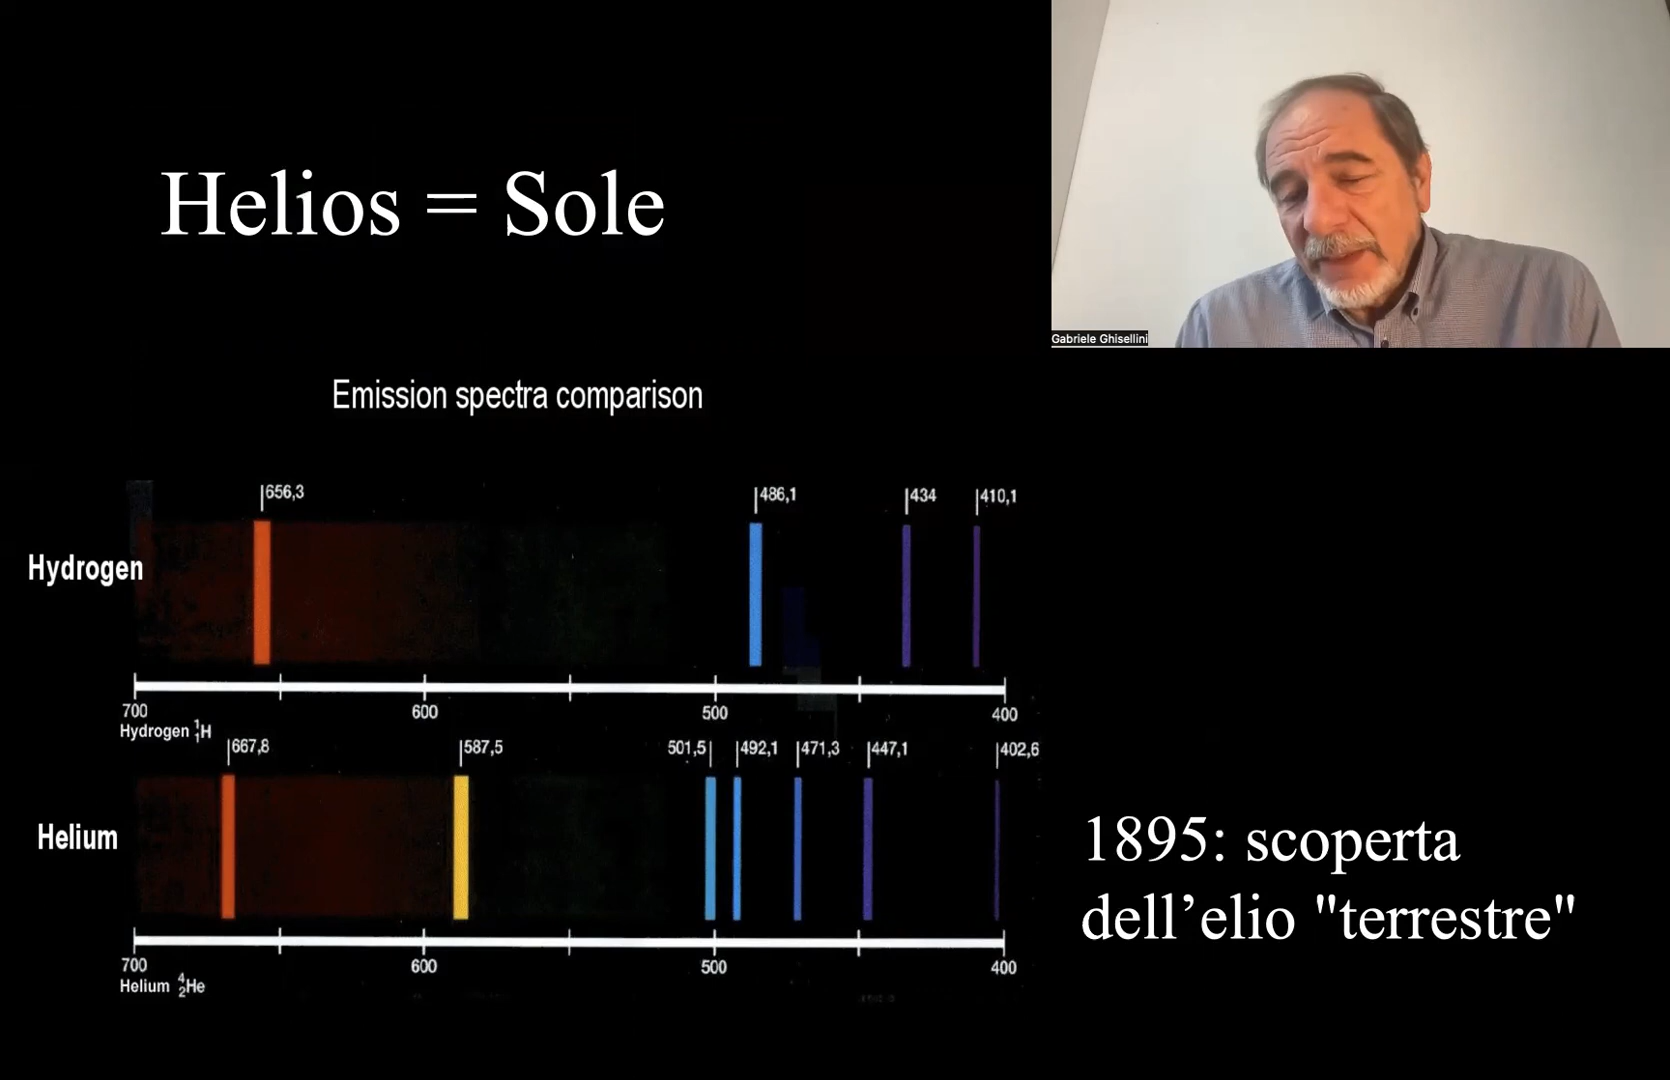 Helios = Sole
Gabriele Ghisellini
Emission spectra comparison
656,3 486,1 434 410,1
Hydrogen
700 600 500 400
Hydrogen ¹₁H
667,8 587,5 501,5 492,1 471,3 447,1 402,6
Helium
700 600 500 400
Helium ⁴₂He
1895: scoperta
dell’elio "terrestre"